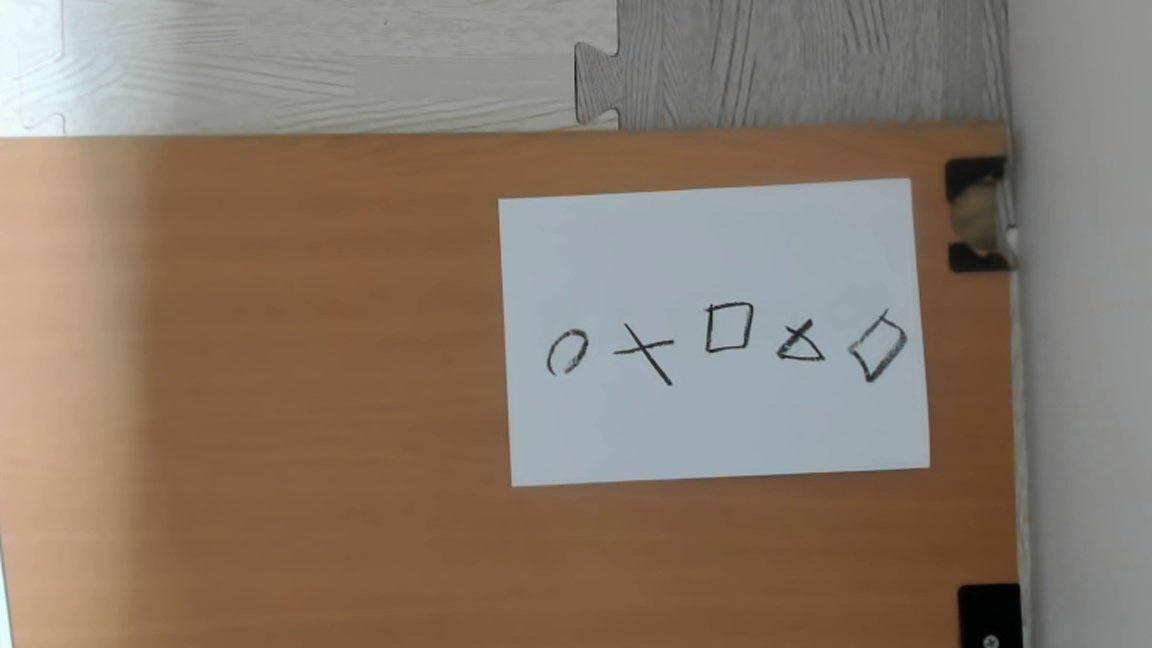 ○ × □ △ ◇